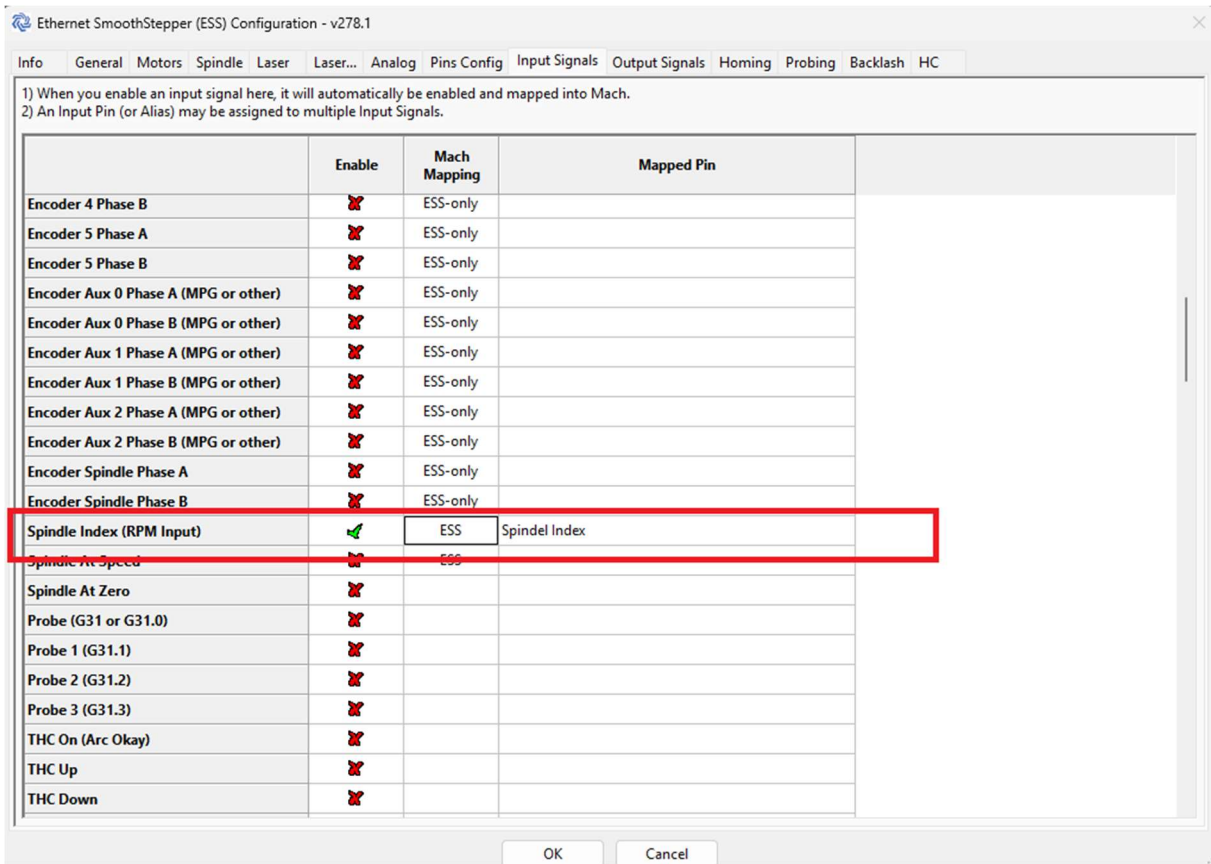 Ethernet SmoothStepper (ESS) Configuration - v278.1
Info General Motors Spindle Laser Laser... Analog Pins Config Input Signals Output Signals Homing Probing Backlash HC
1) When you enable an input signal here, it will automatically be enabled and mapped into Mach.
2) An Input Pin (or Alias) may be assigned to multiple Input Signals.
Enable Mach Mapping Mapped Pin
Encoder 4 Phase B ESS-only
Encoder 5 Phase A ESS-only
Encoder 5 Phase B ESS-only
Encoder Aux 0 Phase A (MPG or other) ESS-only
Encoder Aux 0 Phase B (MPG or other) ESS-only
Encoder Aux 1 Phase A (MPG or other) ESS-only
Encoder Aux 1 Phase B (MPG or other) ESS-only
Encoder Aux 2 Phase A (MPG or other) ESS-only
Encoder Aux 2 Phase B (MPG or other) ESS-only
Encoder Spindle Phase A ESS-only
Encoder Spindle Phase B ESS-only
Spindle Index (RPM Input) ESS Spindel Index
Spindle At Speed ESS
Spindle At Zero
Probe (G31 or G31.0)
Probe 1 (G31.1)
Probe 2 (G31.2)
Probe 3 (G31.3)
THC On (Arc Okay)
THC Up
THC Down
OK Cancel